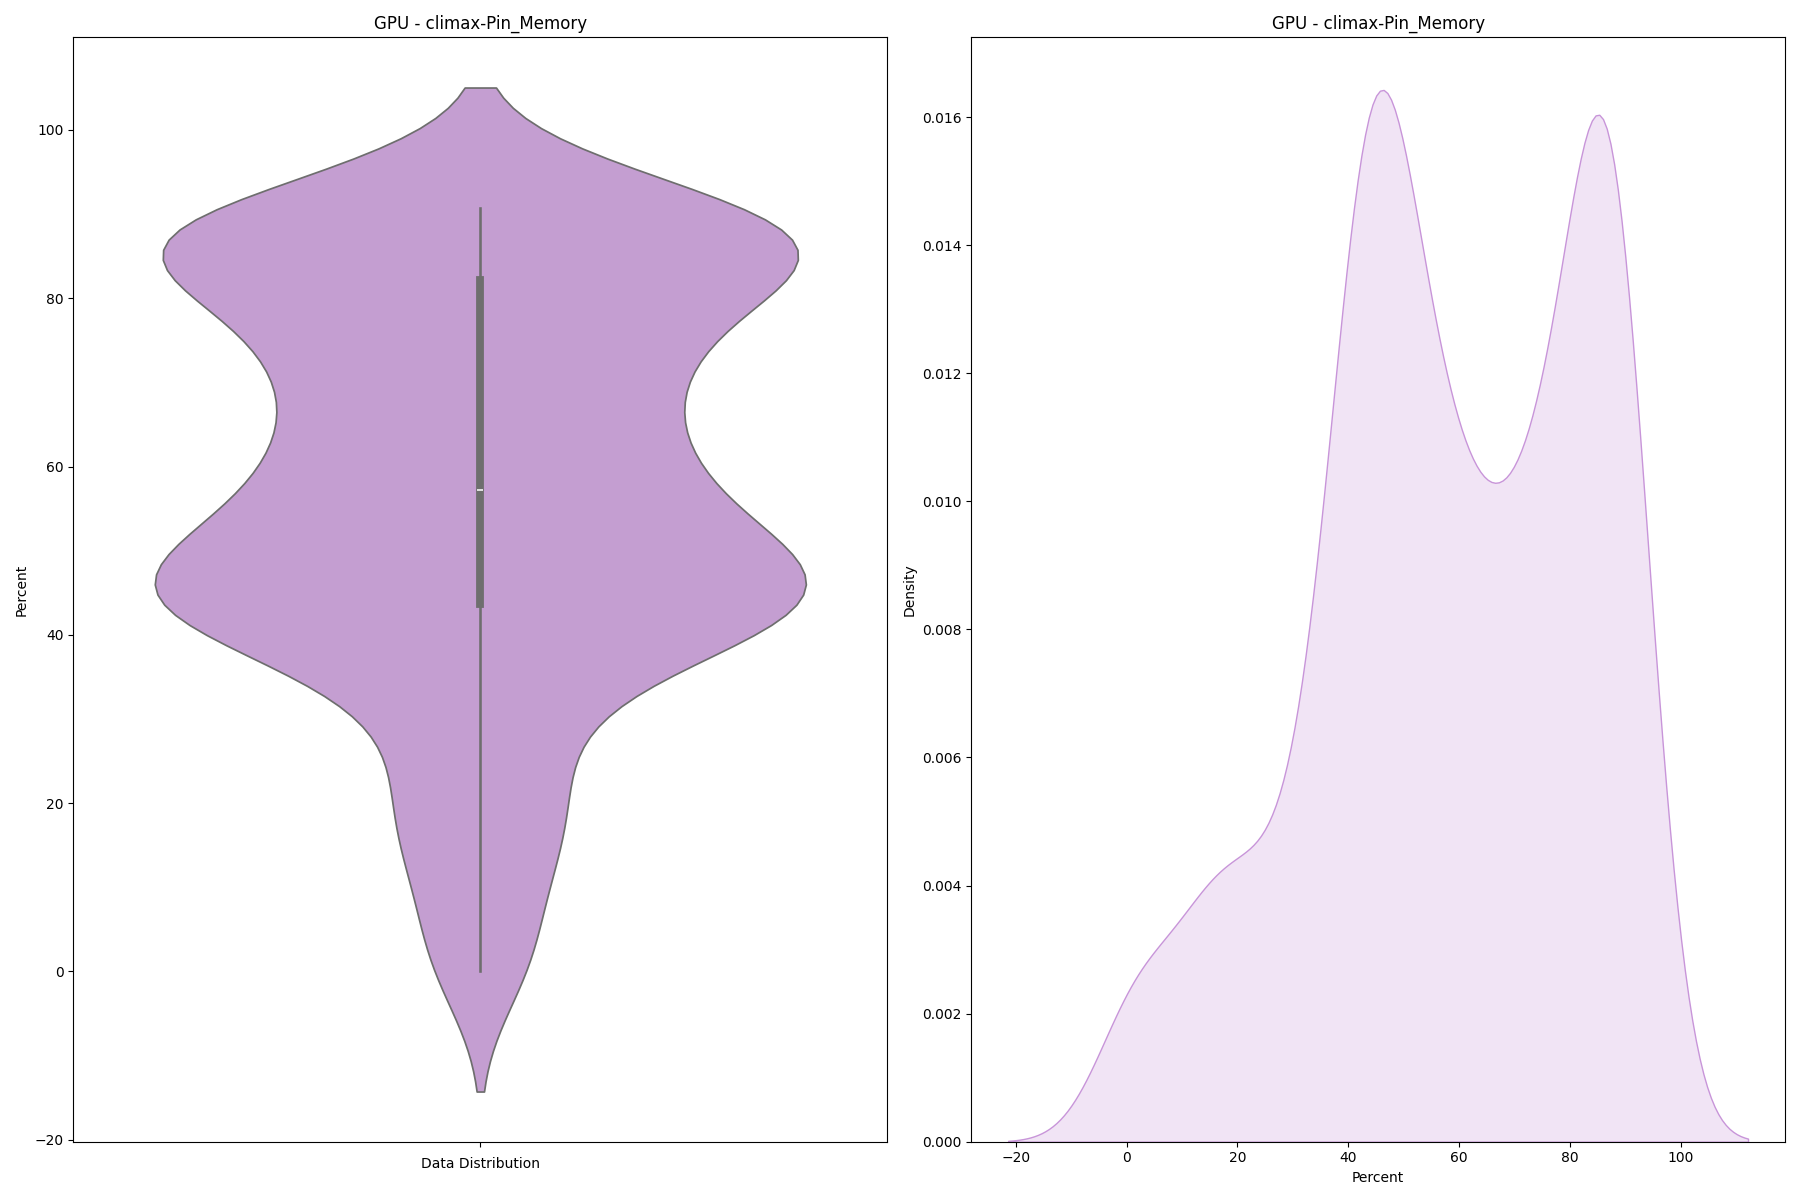 GPU - climax-Pin_Memory
100
80
60
40
20
0
−20
Percent
Data Distribution
GPU - climax-Pin_Memory
0.016
0.014
0.012
0.010
0.008
0.006
0.004
0.002
0.000
Density
−20 0 20 40 60 80 100
Percent